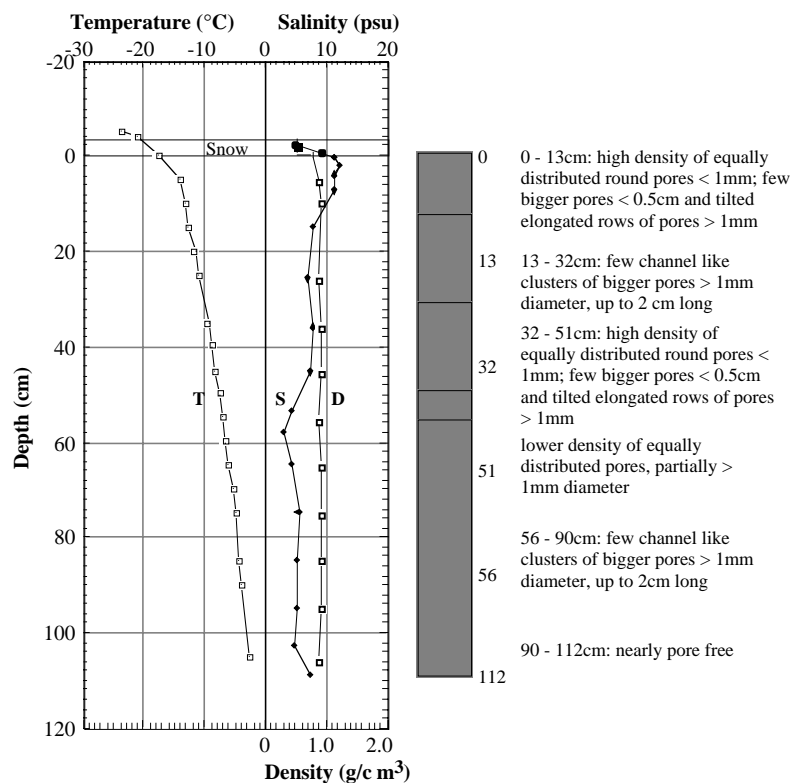 Temperature (°C) Salinity (psu)
-30 -20 -10 0 10 20
-20
Snow
0
20
40
60
80
100
120
Depth (cm)
T S D
0 1.0 2.0
Density (g/c m3)
0
13
32
51
56
112
0 - 13cm: high density of equally
distributed round pores < 1mm; few
bigger pores < 0.5cm and tilted
elongated rows of pores > 1mm
13 - 32cm: few channel like
clusters of bigger pores > 1mm
diameter, up to 2 cm long
32 - 51cm: high density of
equally distributed round pores <
1mm; few bigger pores < 0.5cm
and tilted elongated rows of pores
> 1mm
lower density of equally
distributed pores, partially >
1mm diameter
56 - 90cm: few channel like
clusters of bigger pores > 1mm
diameter, up to 2cm long
90 - 112cm: nearly pore free